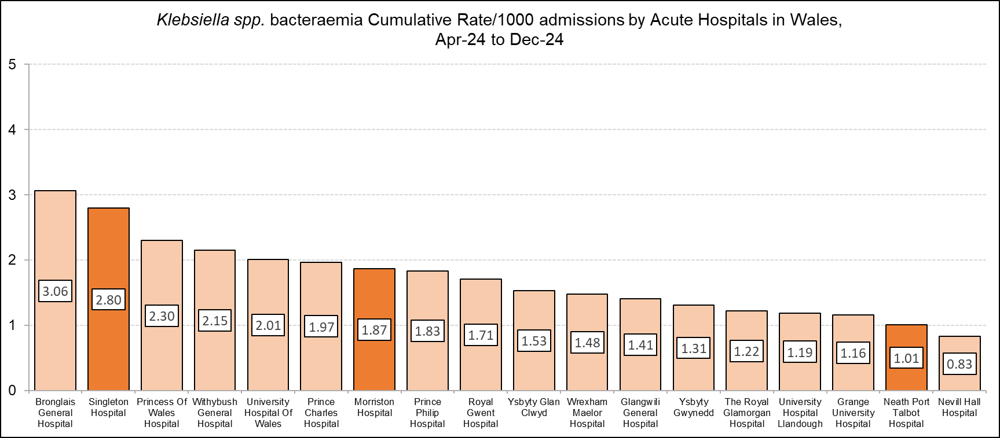 Klebsiella spp. bacteraemia Cumulative Rate/1000 admissions by Acute Hospitals in Wales,
Apr-24 to Dec-24
5
4
3
2
1
0
3.06
2.80
2.30
2.15
2.01
1.97
1.87
1.83
1.71
1.53
1.48
1.41
1.31
1.22
1.19
1.16
1.01
0.83
Bronglais
General
Hospital
Singleton
Hospital
Princess Of
Wales
Hospital
Withybush
General
Hospital
University
Hospital Of
Wales
Prince
Charles
Hospital
Morriston
Hospital
Prince
Philip
Hospital
Royal
Gwent
Hospital
Ysbyty Glan
Clwyd
Wrexham
Maelor
Hospital
Glangwili
General
Hospital
Ysbyty
Gwynedd
The Royal
Glamorgan
Hospital
University
Hospital
Llandough
Grange
University
Hospital
Neath Port
Talbot
Hospital
Nevill Hall
Hospital